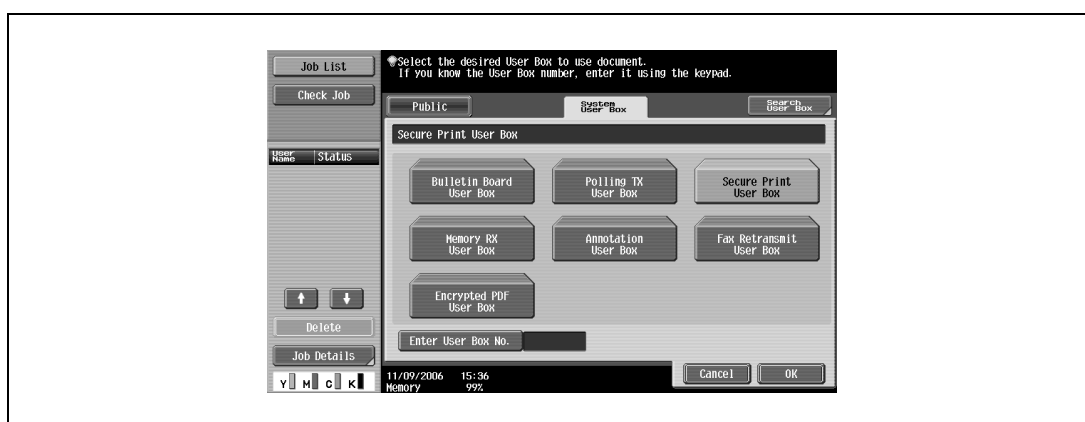 Job List
Check Job
User Name
Status
Delete
Job Details
Y M C K
Select the desired User Box to use document.
If you know the User Box number, enter it using the keypad.
Public
System
User Box
Search
User Box
Secure Print User Box
Bulletin Board
User Box
Polling TX
User Box
Secure Print
User Box
Memory RX
User Box
Annotation
User Box
Fax Retransmit
User Box
Encrypted PDF
User Box
Enter User Box No.
11/09/2006 15:36
Memory 99%
Cancel
OK